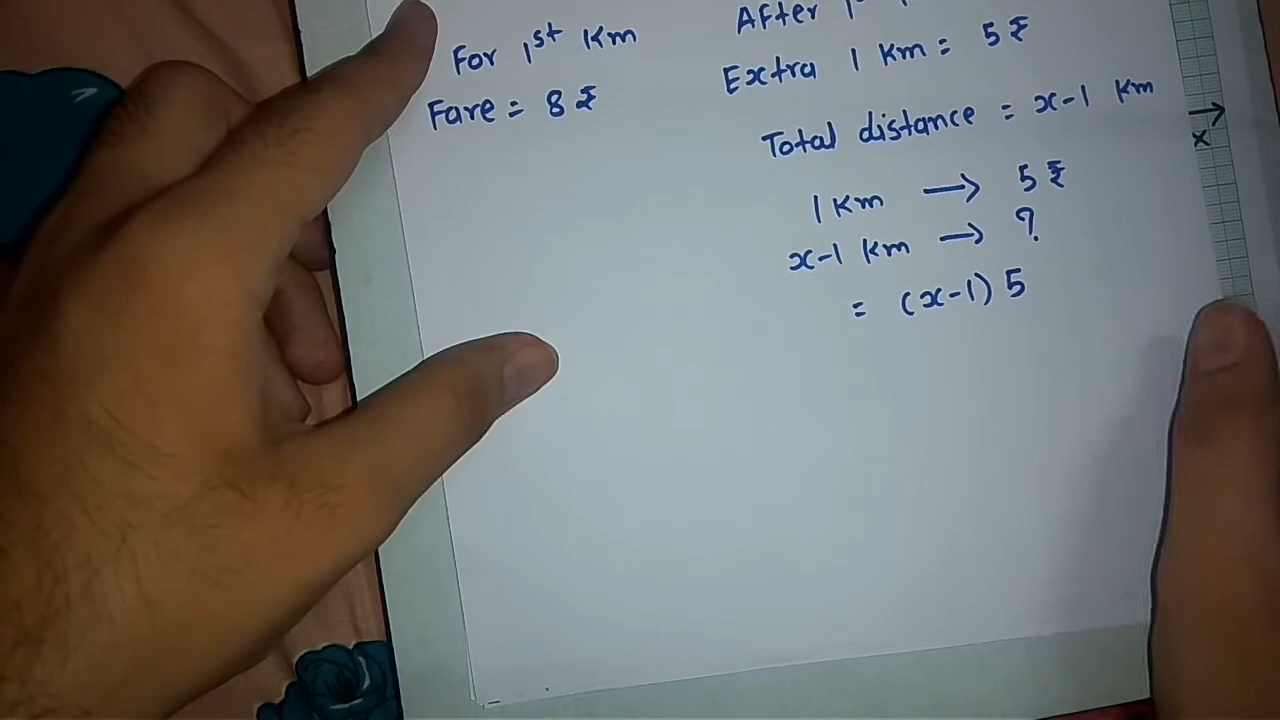 For 1st Km
Fare = 8 ₹
After 1
Extra 1 Km = 5 ₹
Total distance = x-1 Km
1 Km → 5 ₹
x-1 Km → ?
= (x-1) 5
x